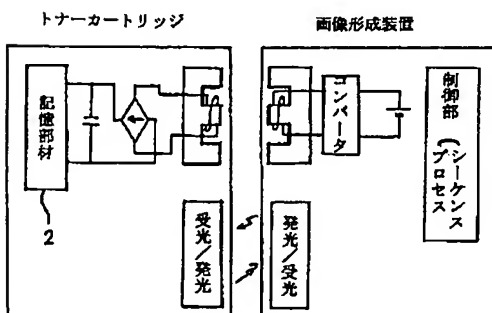 トナーカートリッジ
画像形成装置
記憶部材
2
コンバータ
制御部
(シーケンス
プロセス
受光/発光
発光/受光